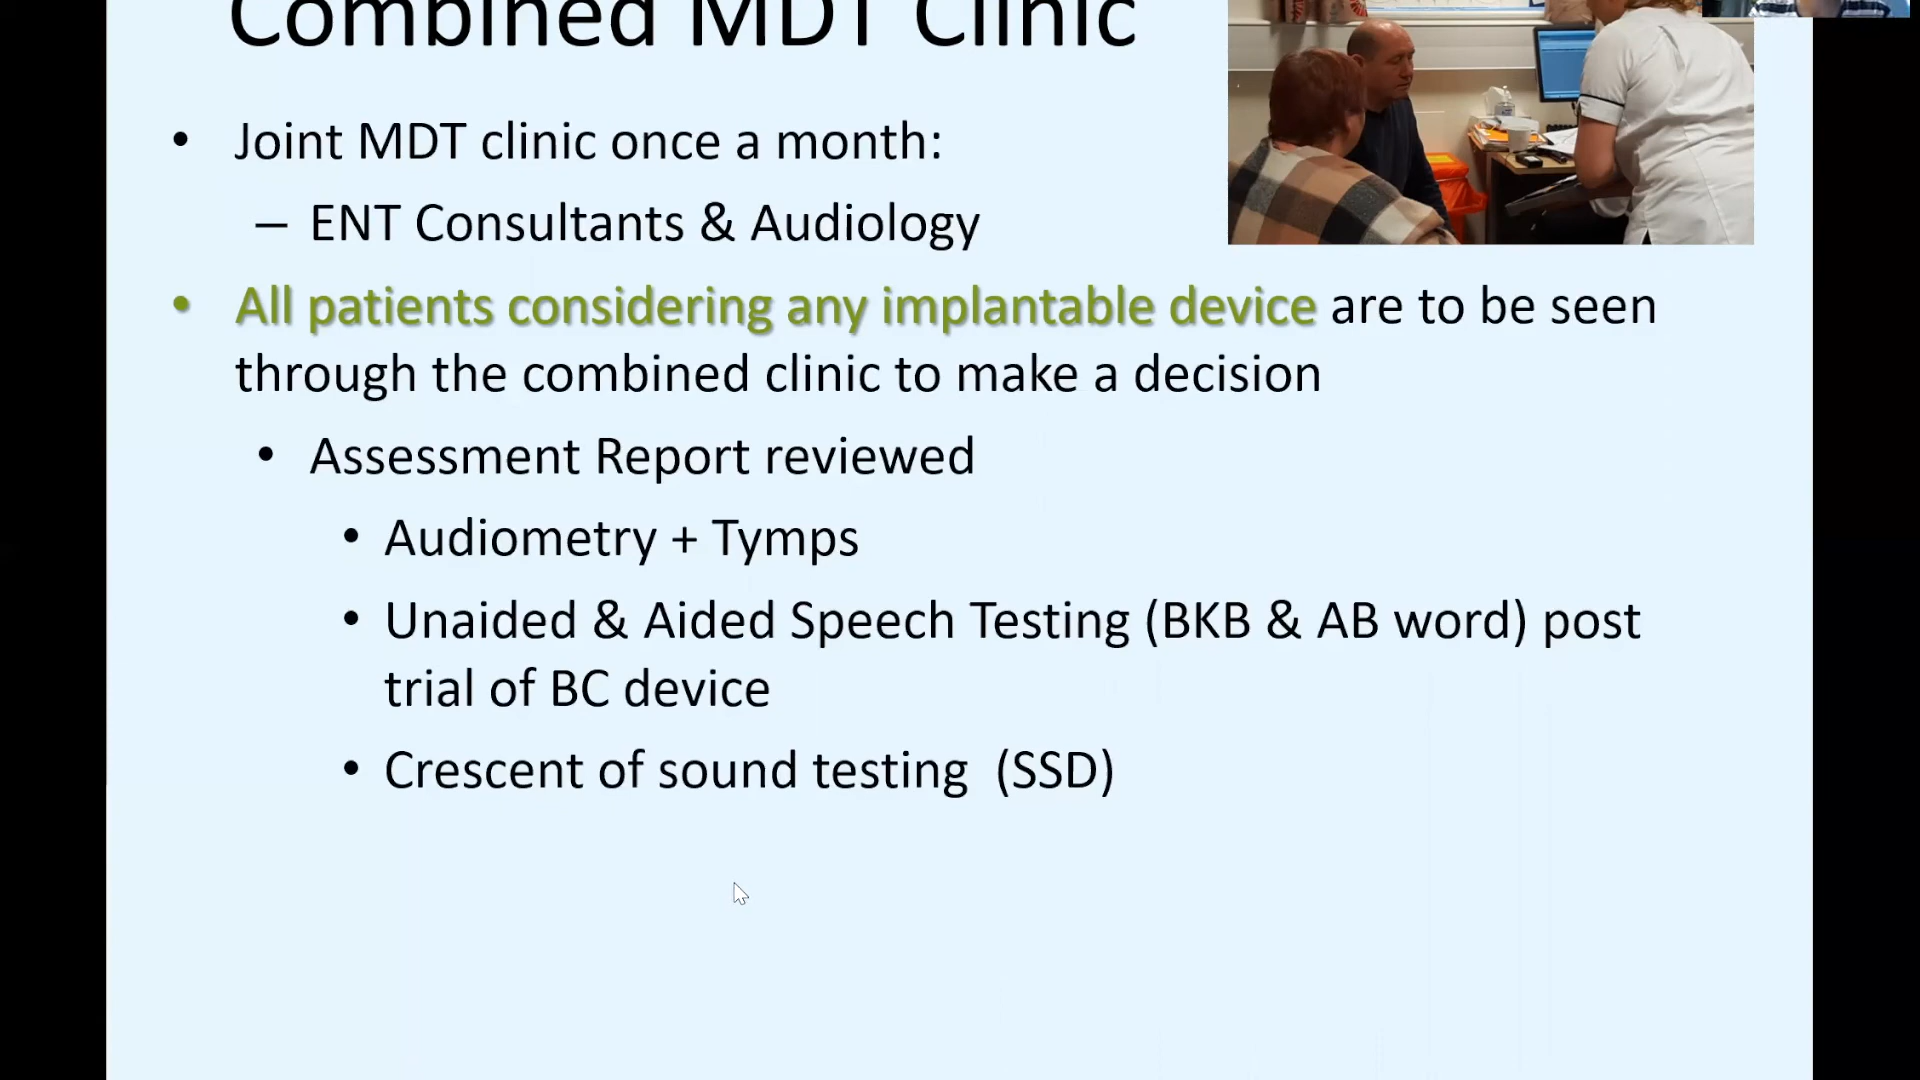 Combined MDT Clinic
• Joint MDT clinic once a month:
– ENT Consultants & Audiology
• All patients considering any implantable device are to be seen
through the combined clinic to make a decision
• Assessment Report reviewed
• Audiometry + Tymps
• Unaided & Aided Speech Testing (BKB & AB word) post
trial of BC device
• Crescent of sound testing (SSD)